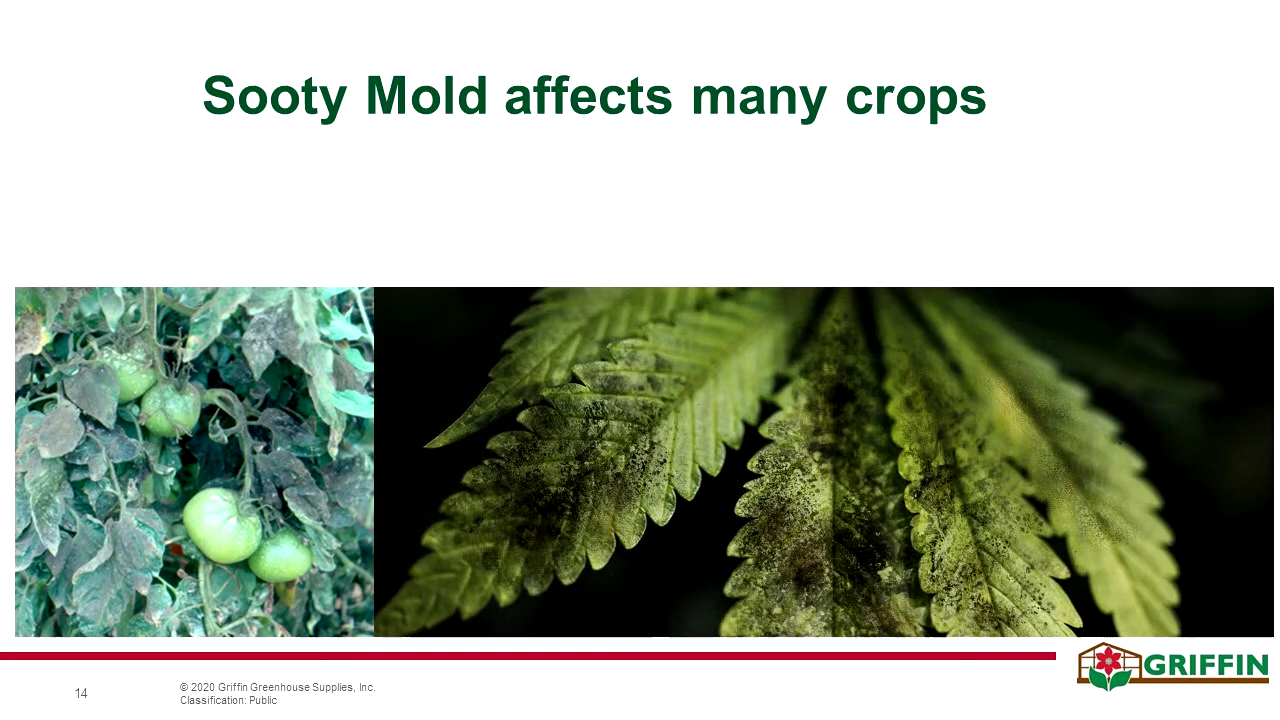 Sooty Mold affects many crops
GRIFFIN
14
© 2020 Griffin Greenhouse Supplies, Inc.
Classification: Public